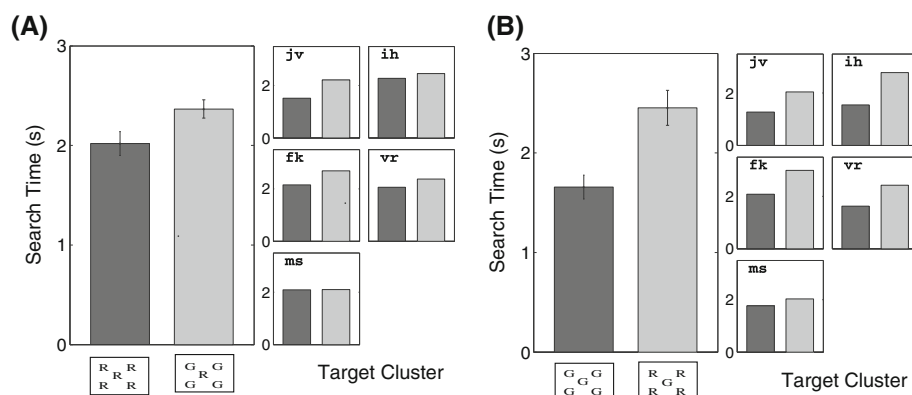 (A)
3
2
1
0
Search Time (s)
jv
2
0
ih
fk
2
0
vr
ms
2
0
R R
R
R R
G G
R
G G
Target Cluster
(B)
3
2
1
0
Search Time (s)
jv
2
0
ih
fk
2
0
vr
ms
2
0
G G
G
G G
R R
G
R R
Target Cluster